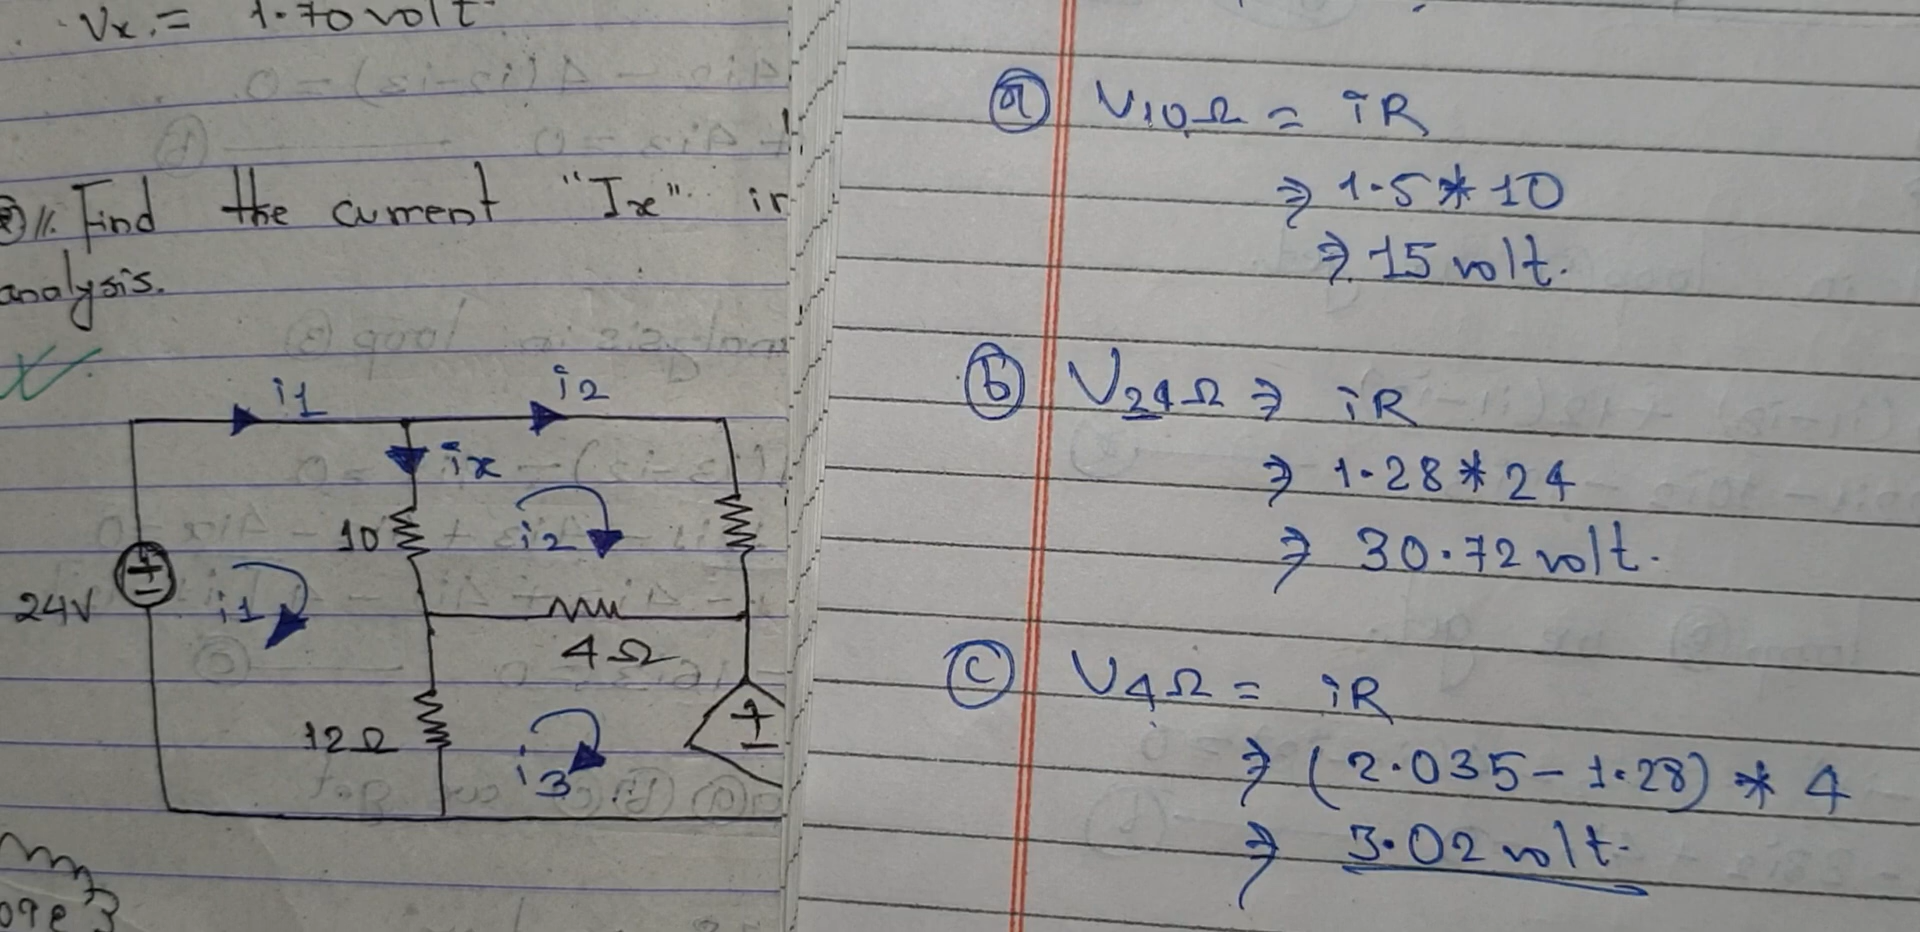 Vx. = 1.70 volt
②//. Find the current "Ix" in
analysis.
i1
i2
ix
10
i2
24V
i1
4Ω
12Ω
i3
ⓐ V10Ω = iR
⇒ 1.5 * 10
⇒ 15 volt.
ⓑ V24Ω ⇒ iR
⇒ 1.28 * 24
⇒ 30.72 volt.
ⓒ V4Ω = iR
⇒ (2.035 - 1.28) * 4
⇒ 3.02 volt.